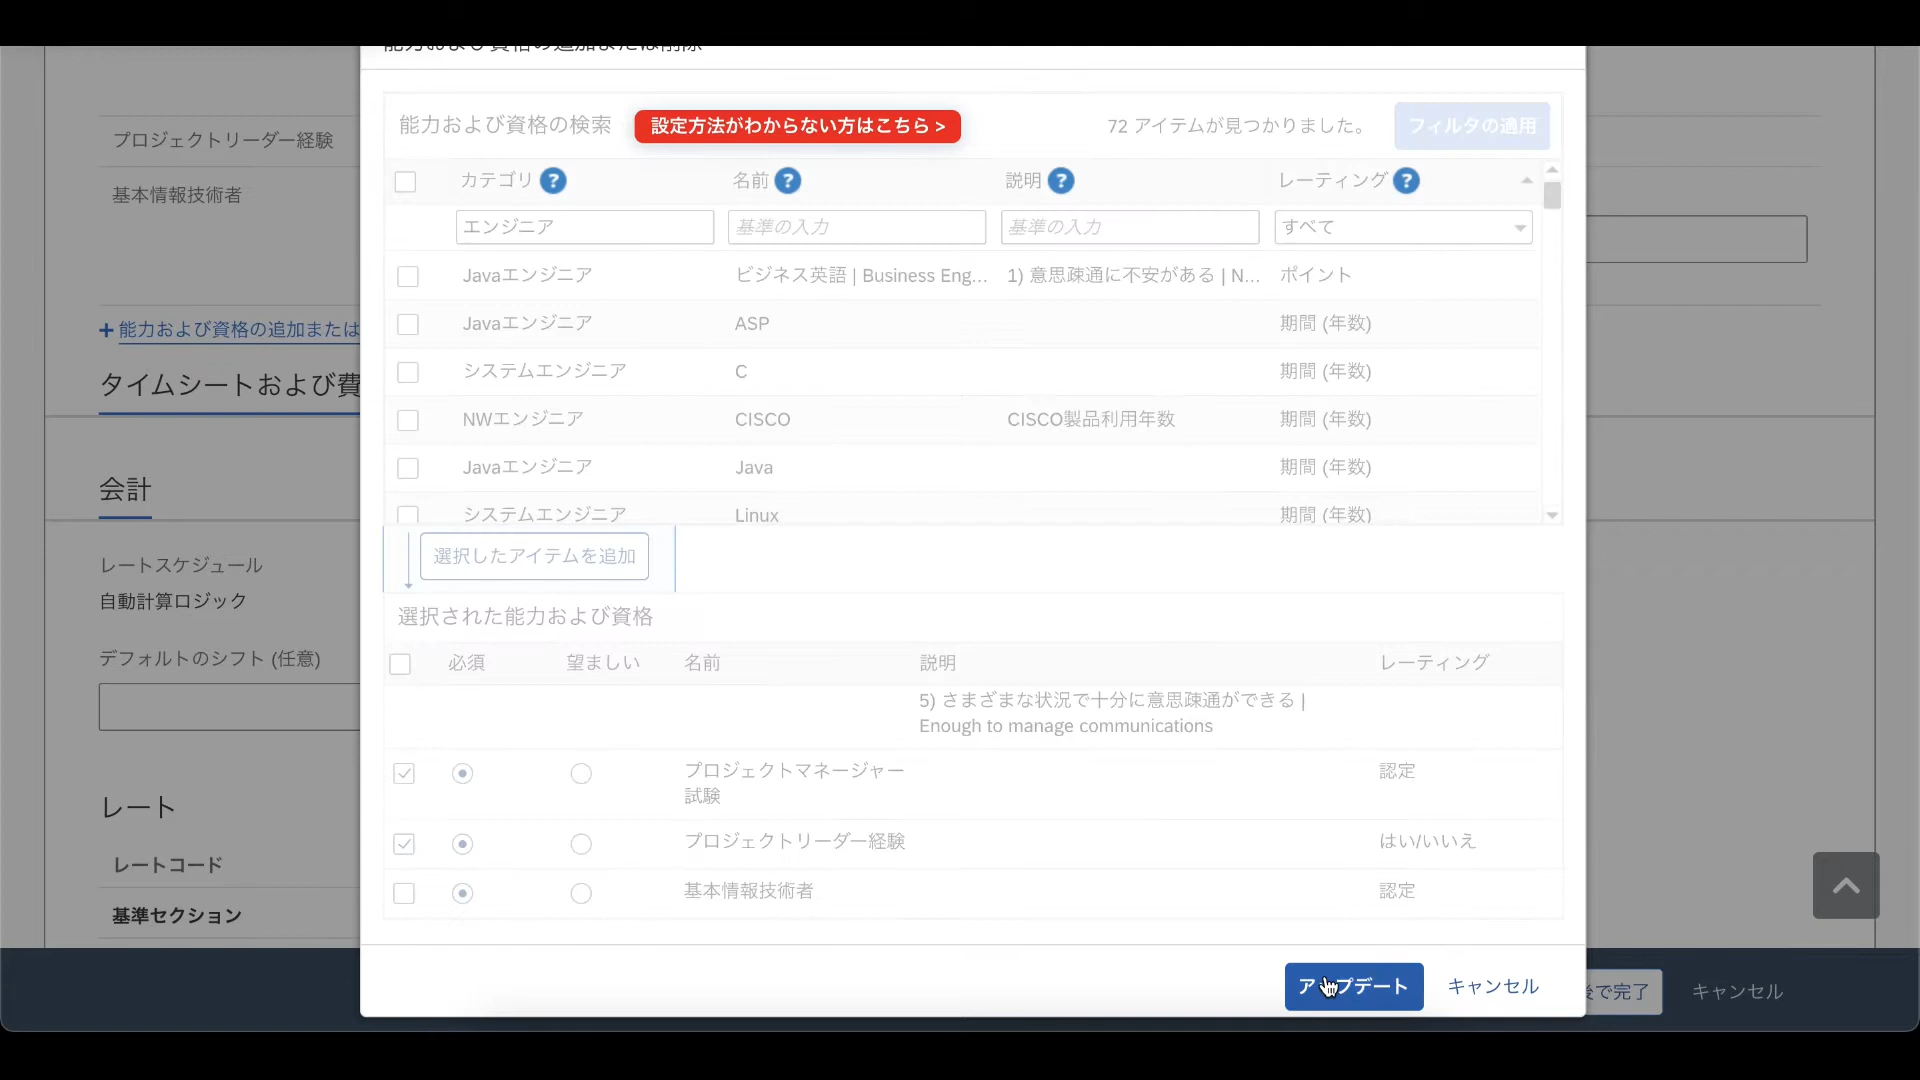 能力および資格の追加または削除
能力および資格の検索
設定方法がわからない方はこちら >
72 アイテムが見つかりました。
フィルタの適用
カテゴリ ? 名前 ? 説明 ? レーティング ?
エンジニア 基準の入力 基準の入力 すべて
Javaエンジニア ビジネス英語 | Business Eng... 1) 意思疎通に不安がある | N... ポイント
Javaエンジニア ASP 期間 (年数)
システムエンジニア C 期間 (年数)
NWエンジニア CISCO CISCO製品利用年数 期間 (年数)
Javaエンジニア Java 期間 (年数)
システムエンジニア Linux 期間 (年数)
選択したアイテムを追加
選択された能力および資格
必須 望ましい 名前 説明 レーティング
5) さまざまな状況で十分に意思疎通ができる |
Enough to manage communications
プロジェクトマネージャー 認定
試験
プロジェクトリーダー経験 はい/いいえ
基本情報技術者 認定
アップデート キャンセル
プロジェクトリーダー経験
基本情報技術者
+ 能力および資格の追加または
タイムシートおよび費
会計
レートスケジュール
自動計算ロジック
デフォルトのシフト (任意)
レート
レートコード
基準セクション
で完了 キャンセル